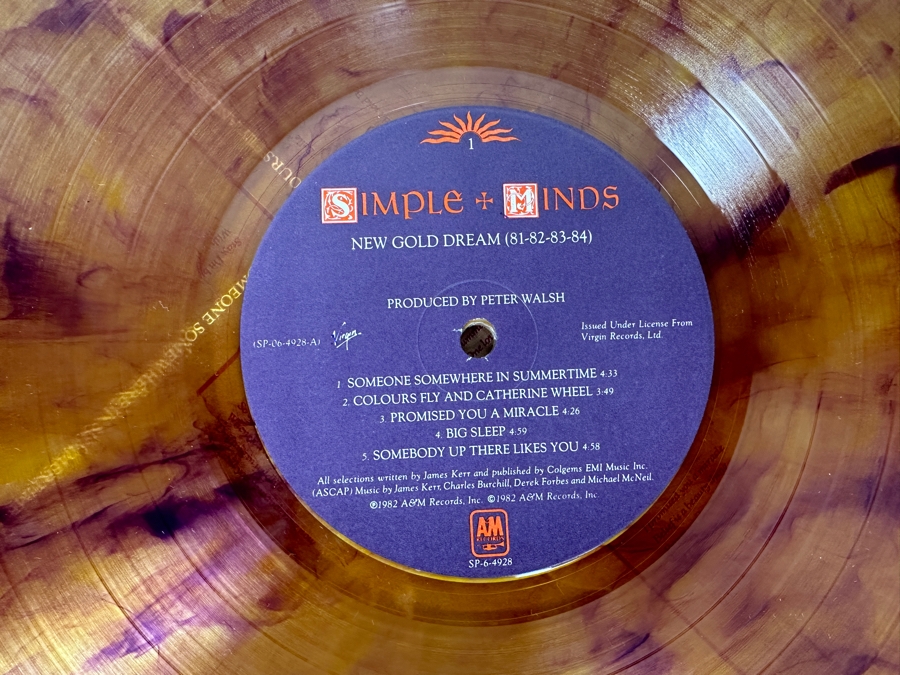 1
SIMPLE + MINDS
NEW GOLD DREAM (81-82-83-84)
PRODUCED BY PETER WALSH
(SP-06-4928-A)
Virgin
Issued Under License From
Virgin Records, Ltd.
1. SOMEONE SOMEWHERE IN SUMMERTIME 4:33
2. COLOURS FLY AND CATHERINE WHEEL 3:49
3. PROMISED YOU A MIRACLE 4:26
4. BIG SLEEP 4:59
5. SOMEBODY UP THERE LIKES YOU 4:58
All selections written by James Kerr and published by Colgems EMI Music Inc.
(ASCAP) Music by James Kerr, Charles Burchill, Derek Forbes and Michael McNeil.
℗1982 A&M Records, Inc. ©1982 A&M Records, Inc.
A&M
RECORDS
SP-6-4928
OURS